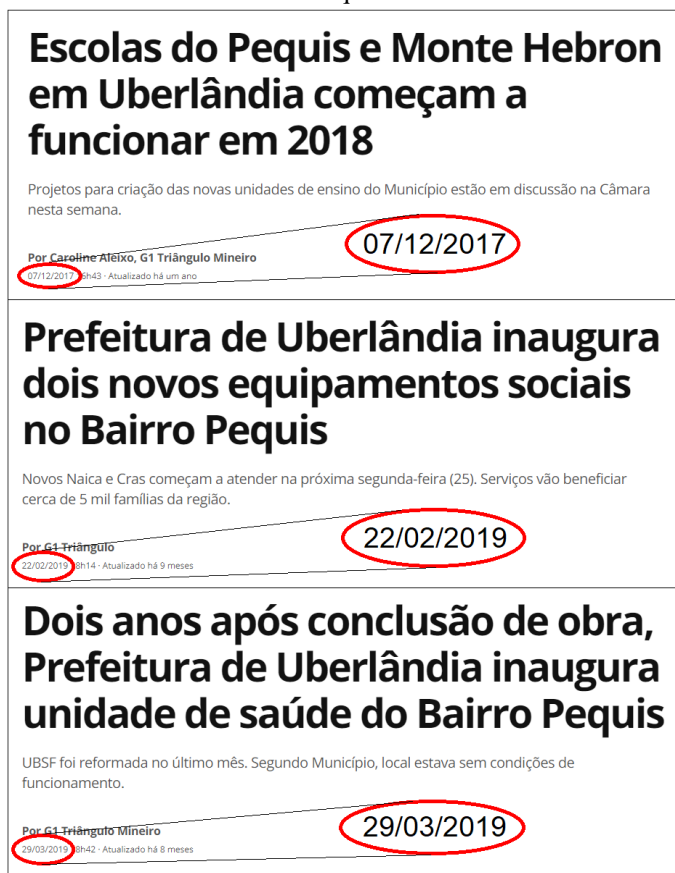 Escolas do Pequis e Monte Hebron
em Uberlândia começam a
funcionar em 2018
Projetos para criação das novas unidades de ensino do Município estão em discussão na Câmara
nesta semana.
07/12/2017
Por Caroline Aleixo, G1 Triângulo Mineiro
07/12/2017 6h43 · Atualizado há um ano
Prefeitura de Uberlândia inaugura
dois novos equipamentos sociais
no Bairro Pequis
Novos Naica e Cras começam a atender na próxima segunda-feira (25). Serviços vão beneficiar
cerca de 5 mil famílias da região.
22/02/2019
Por G1 Triângulo
22/02/2019 8h14 · Atualizado há 9 meses
Dois anos após conclusão de obra,
Prefeitura de Uberlândia inaugura
unidade de saúde do Bairro Pequis
UBSF foi reformada no último mês. Segundo Município, local estava sem condições de
funcionamento.
29/03/2019
Por G1 Triângulo Mineiro
29/03/2019 8h42 · Atualizado há 8 meses